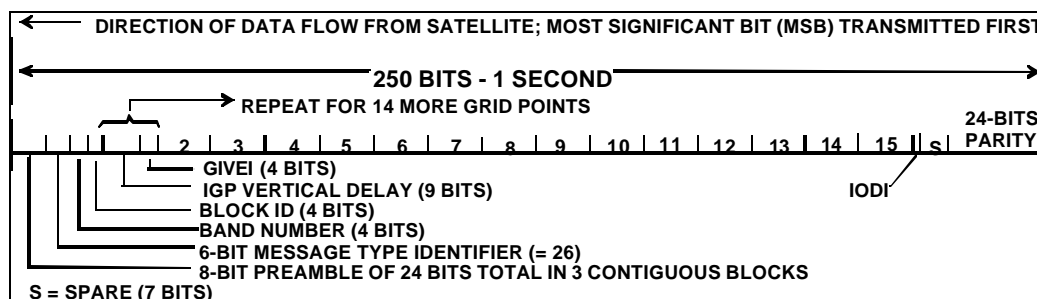 DIRECTION OF DATA FLOW FROM SATELLITE; MOST SIGNIFICANT BIT (MSB) TRANSMITTED FIRST
250 BITS - 1 SECOND
REPEAT FOR 14 MORE GRID POINTS
24-BITS
PARITY
2 3 4 5 6 7 8 9 10 11 12 13 14 15 S
GIVEI (4 BITS)
IGP VERTICAL DELAY (9 BITS)
IODI
BLOCK ID (4 BITS)
BAND NUMBER (4 BITS)
6-BIT MESSAGE TYPE IDENTIFIER (= 26)
8-BIT PREAMBLE OF 24 BITS TOTAL IN 3 CONTIGUOUS BLOCKS
S = SPARE (7 BITS)